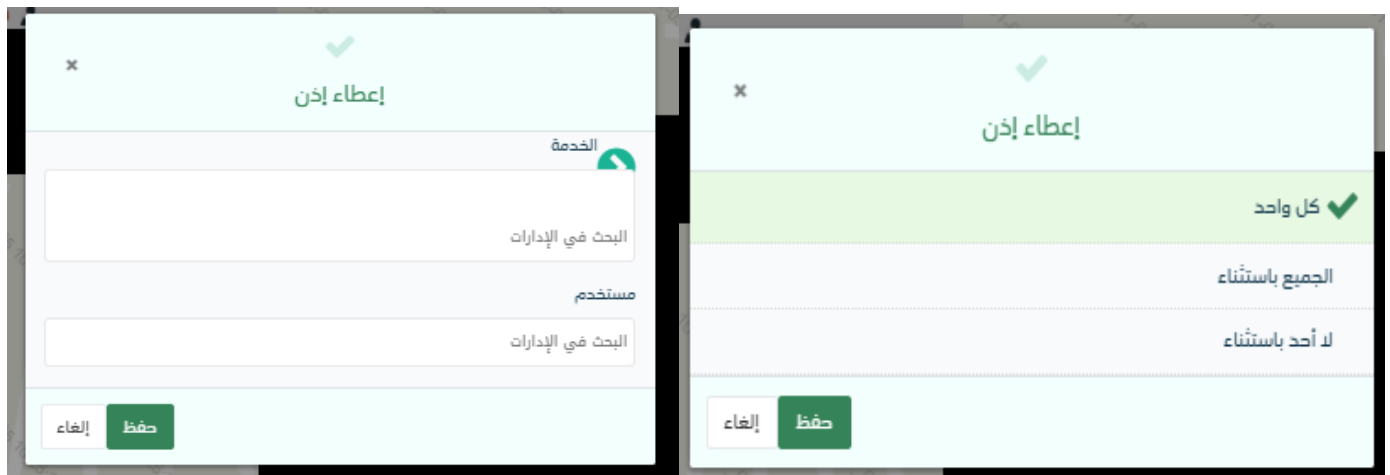 إعطاء إذن
الخدمة
البحث في الإدارات
مستخدم
البحث في الإدارات
حفظ
إلغاء
إعطاء إذن
كل واحد
الجميع باستثناء
لا أحد باستثناء
حفظ
إلغاء